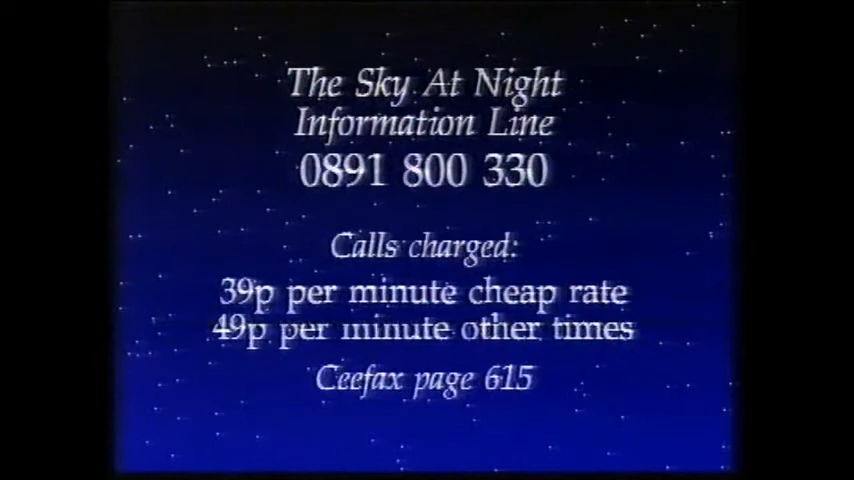 The Sky At Night
Information Line
0891 800 330
Calls charged:
39p per minute cheap rate
49p per minute other times
Ceefax page 615